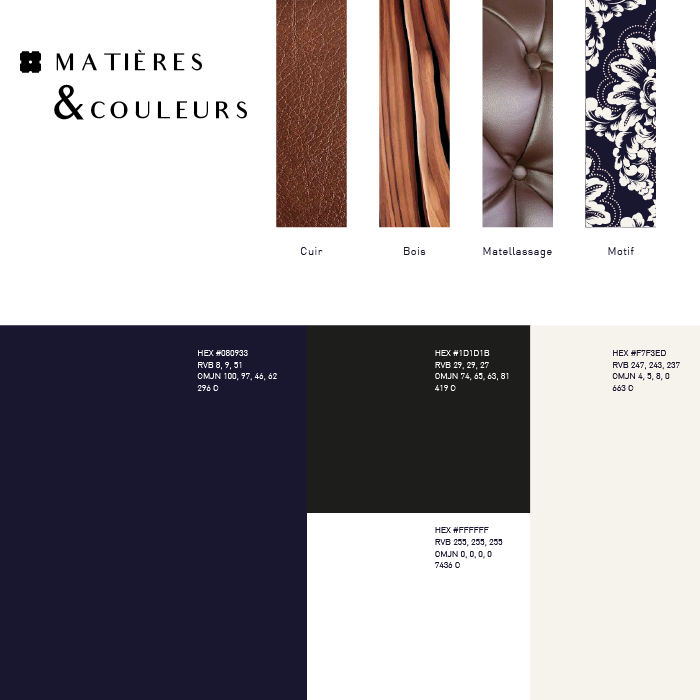 MATIÈRES
& COULEURS
Cuir
Bois
Matellassage
Motif
HEX #080933
RVB 8, 9, 51
CMJN 100, 97, 46, 62
296 C
HEX #1D1D1B
RVB 29, 29, 27
CMJN 74, 65, 63, 81
419 C
HEX #F7F3ED
RVB 247, 243, 237
CMJN 4, 5, 8, 0
663 C
HEX #FFFFFF
RVB 255, 255, 255
CMJN 0, 0, 0, 0
7436 C